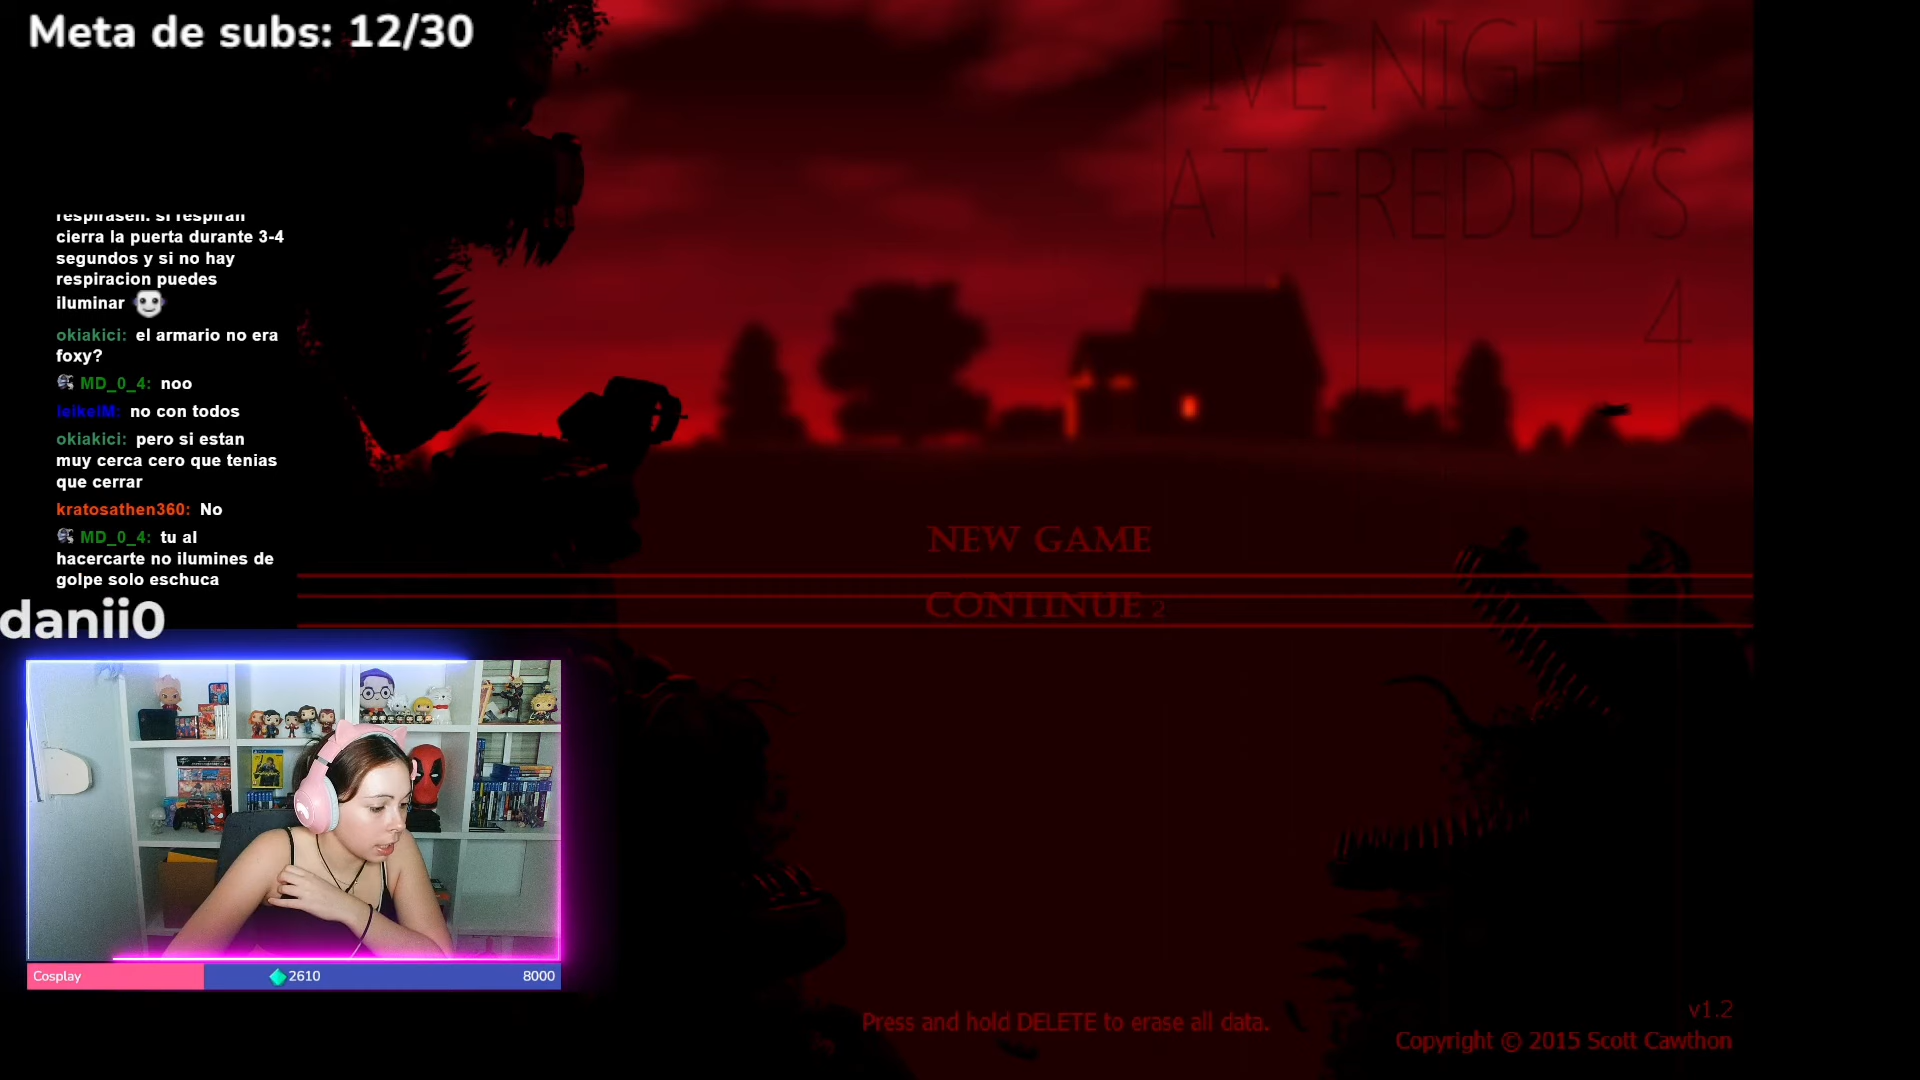 Meta de subs: 12/30
respirasen. si respiran
cierra la puerta durante 3-4
segundos y si no hay
respiracion puedes
iluminar
okiakici: el armario no era
foxy?
MD_0_4: noo
leikelM: no con todos
okiakici: pero si estan
muy cerca cero que tenias
que cerrar
kratosathen360: No
MD_0_4: tu al
hacercarte no ilumines de
golpe solo eschuca
danii0
Cosplay
2610
8000
FIVE NIGHTS
AT FREDDY'S
4
NEW GAME
CONTINUE 2
Press and hold DELETE to erase all data.
v1.2
Copyright © 2015 Scott Cawthon